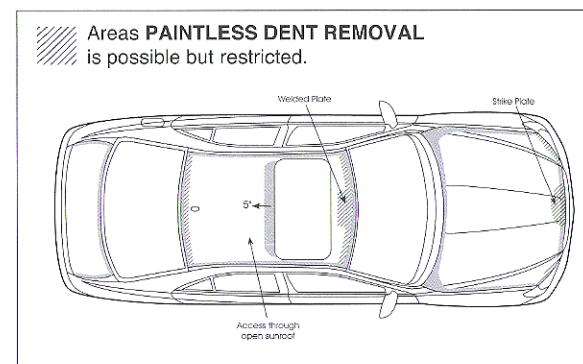 Areas PAINTLESS DENT REMOVAL
is possible but restricted.
Welded Plate
Strike Plate
5"
Access through
open sunroof